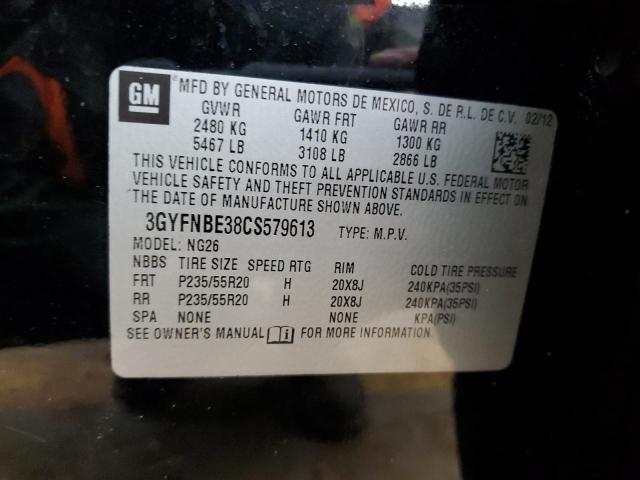 GM ® MFD BY GENERAL MOTORS DE MEXICO, S. DE R.L. DE C.V. 02/12
GVWR GAWR FRT GAWR RR
2480 KG 1410 KG 1300 KG
5467 LB 3108 LB 2866 LB
THIS VEHICLE CONFORMS TO ALL APPLICABLE U.S. FEDERAL MOTOR
VEHICLE SAFETY AND THEFT PREVENTION STANDARDS IN EFFECT ON
THE DATE OF MANUFACTURE SHOWN ABOVE.
3GYFNBE38CS579613 TYPE: M.P.V.
MODEL: NG26
NBBS TIRE SIZE SPEED RTG RIM COLD TIRE PRESSURE
FRT P235/55R20 H 20X8J 240KPA(35PSI)
RR P235/55R20 H 20X8J 240KPA(35PSI)
SPA NONE NONE KPA(PSI)
SEE OWNER'S MANUAL FOR MORE INFORMATION.